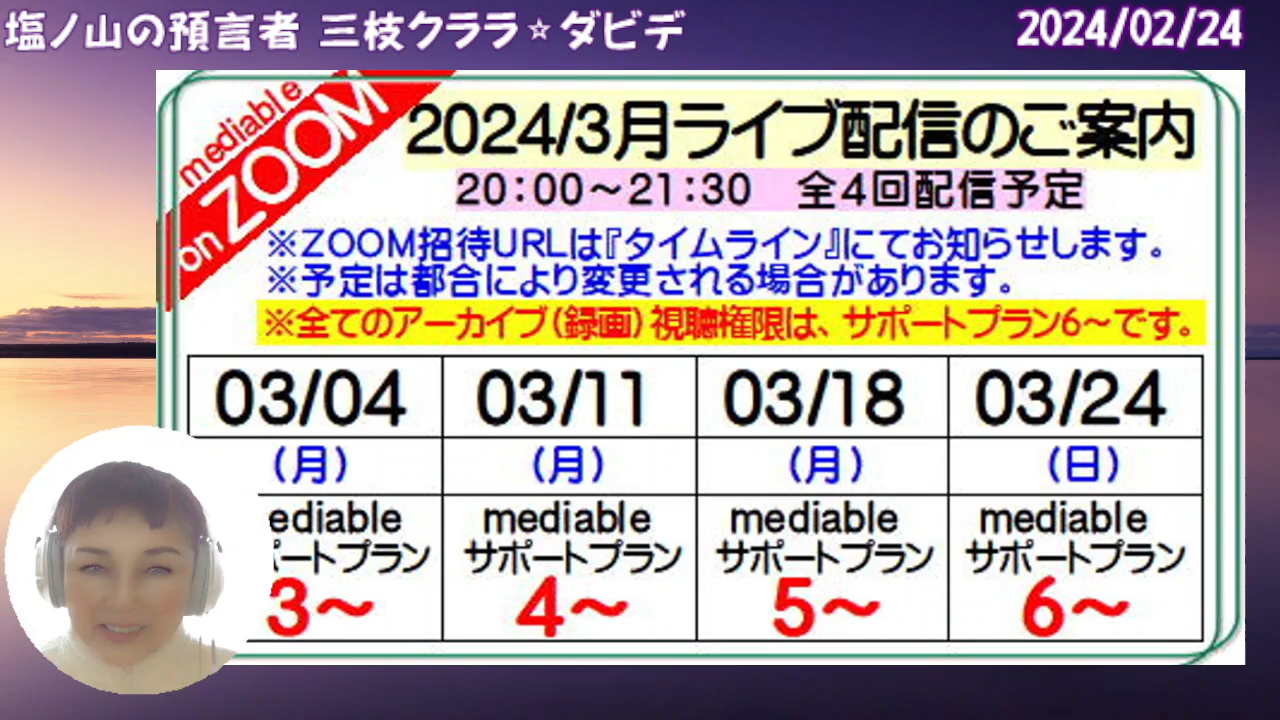 塩ノ山の預言者 三枝クララ☆ダビデ
2024/02/24
mediable
on ZOOM
2024/3月ライブ配信のご案内
20:00～21:30 全4回配信予定
※ZOOM招待URLは『タイムライン』にてお知らせします。
※予定は都合により変更される場合があります。
※全てのアーカイブ(録画)視聴権限は、サポートプラン6～です。
03/04 03/11 03/18 03/24
(月) (月) (月) (日)
ediable mediable mediable mediable
ポートプラン サポートプラン サポートプラン サポートプラン
3～ 4～ 5～ 6～